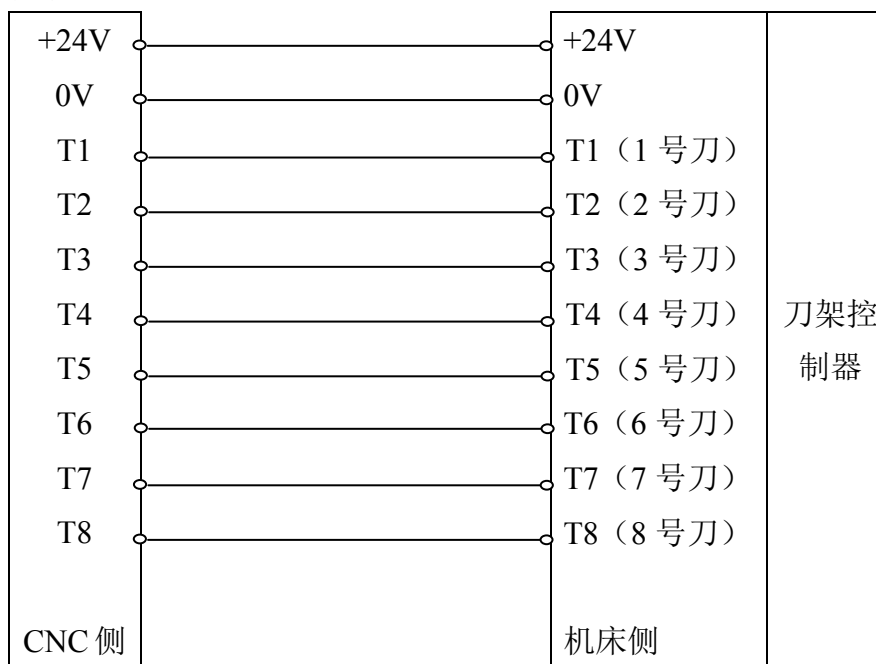 +24V +24V
0V 0V
T1 T1（1 号刀）
T2 T2（2 号刀）
T3 T3（3 号刀）
T4 T4（4 号刀） 刀架控
T5 T5（5 号刀） 制器
T6 T6（6 号刀）
T7 T7（7 号刀）
T8 T8（8 号刀）
CNC 侧 机床侧